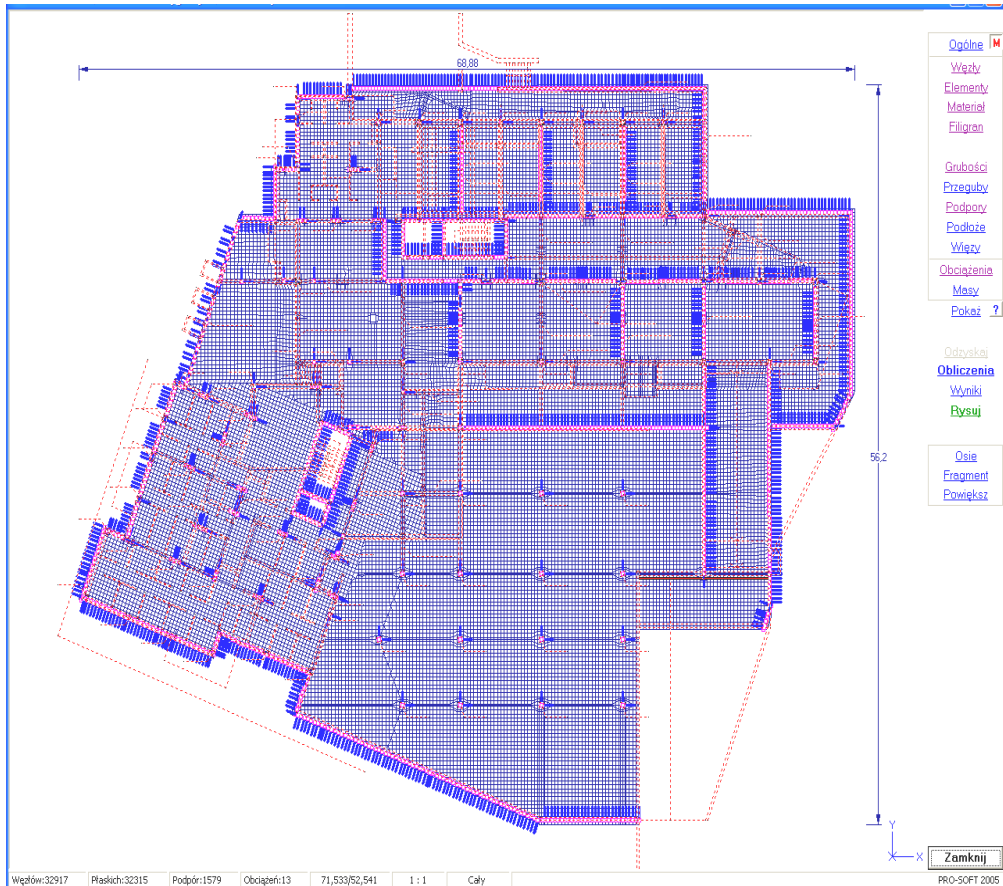 68,88
56,2
Y
X
Ogólne M
Węzły
Elementy
Materiał
Filigran
Grubości
Przeguby
Podpory
Podłoże
Więzy
Obciążenia
Masy
Pokaż ?
Odzyskaj
Obliczenia
Wyniki
Rysuj
Osie
Fragment
Powiększ
Zamknij
Węzłów:32917 Płaskich:32315 Podpór:1579 Obciążeń:13 71,533/52,541 1 : 1 Cały PRO-SOFT 2005